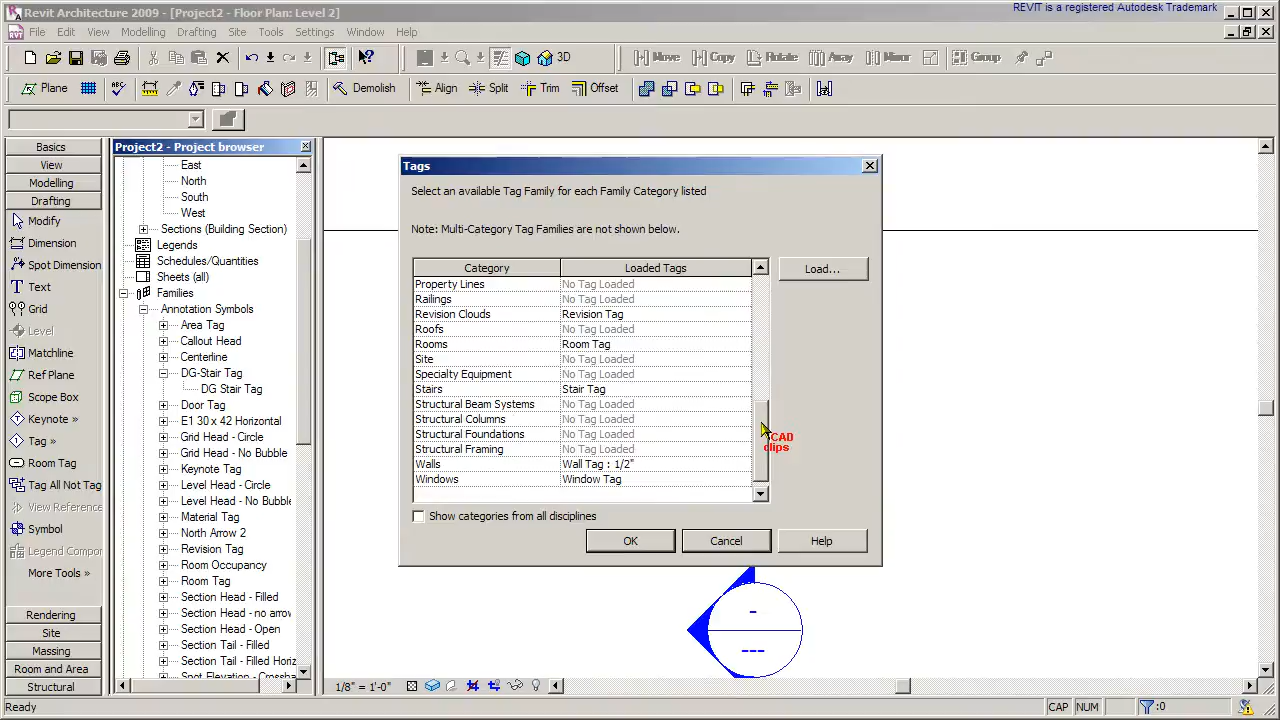 Revit Architecture 2009 - [Project2 - Floor Plan: Level 2]
REVIT is a registered Autodesk Trademark
File Edit View Modelling Drafting Site Tools Settings Window Help
3D Move Copy Rotate Array Mirror Group
Plane Demolish Align Split Trim Offset
Basics
View
Modelling
Drafting
Modify
Dimension
Spot Dimension
Text
Grid
Level
Matchline
Ref Plane
Scope Box
Keynote »
Tag »
Room Tag
Tag All Not Tag
View Reference
Symbol
Legend Compor
More Tools »
Rendering
Site
Massing
Room and Area
Structural
Project2 - Project browser
East
North
South
West
Sections (Building Section)
Legends
Schedules/Quantities
Sheets (all)
Families
Annotation Symbols
Area Tag
Callout Head
Centerline
DG-Stair Tag
DG Stair Tag
Door Tag
E1 30 x 42 Horizontal
Grid Head - Circle
Grid Head - No Bubble
Keynote Tag
Level Head - Circle
Level Head - No Bubble
Material Tag
North Arrow 2
Revision Tag
Room Occupancy
Room Tag
Section Head - Filled
Section Head - no arrow
Section Head - Open
Section Tail - Filled
Section Tail - Filled Horiz
Spot Elevation - Crossha
Tags
Select an available Tag Family for each Family Category listed
Note: Multi-Category Tag Families are not shown below.
Category Loaded Tags
Property Lines No Tag Loaded
Railings No Tag Loaded
Revision Clouds Revision Tag
Roofs No Tag Loaded
Rooms Room Tag
Site No Tag Loaded
Specialty Equipment No Tag Loaded
Stairs Stair Tag
Structural Beam Systems No Tag Loaded
Structural Columns No Tag Loaded
Structural Foundations No Tag Loaded
Structural Framing No Tag Loaded
Walls Wall Tag : 1/2"
Windows Window Tag
Load...
CAD
clips
Show categories from all disciplines
OK Cancel Help
-
---
1/8" = 1'-0"
Ready CAP NUM :0